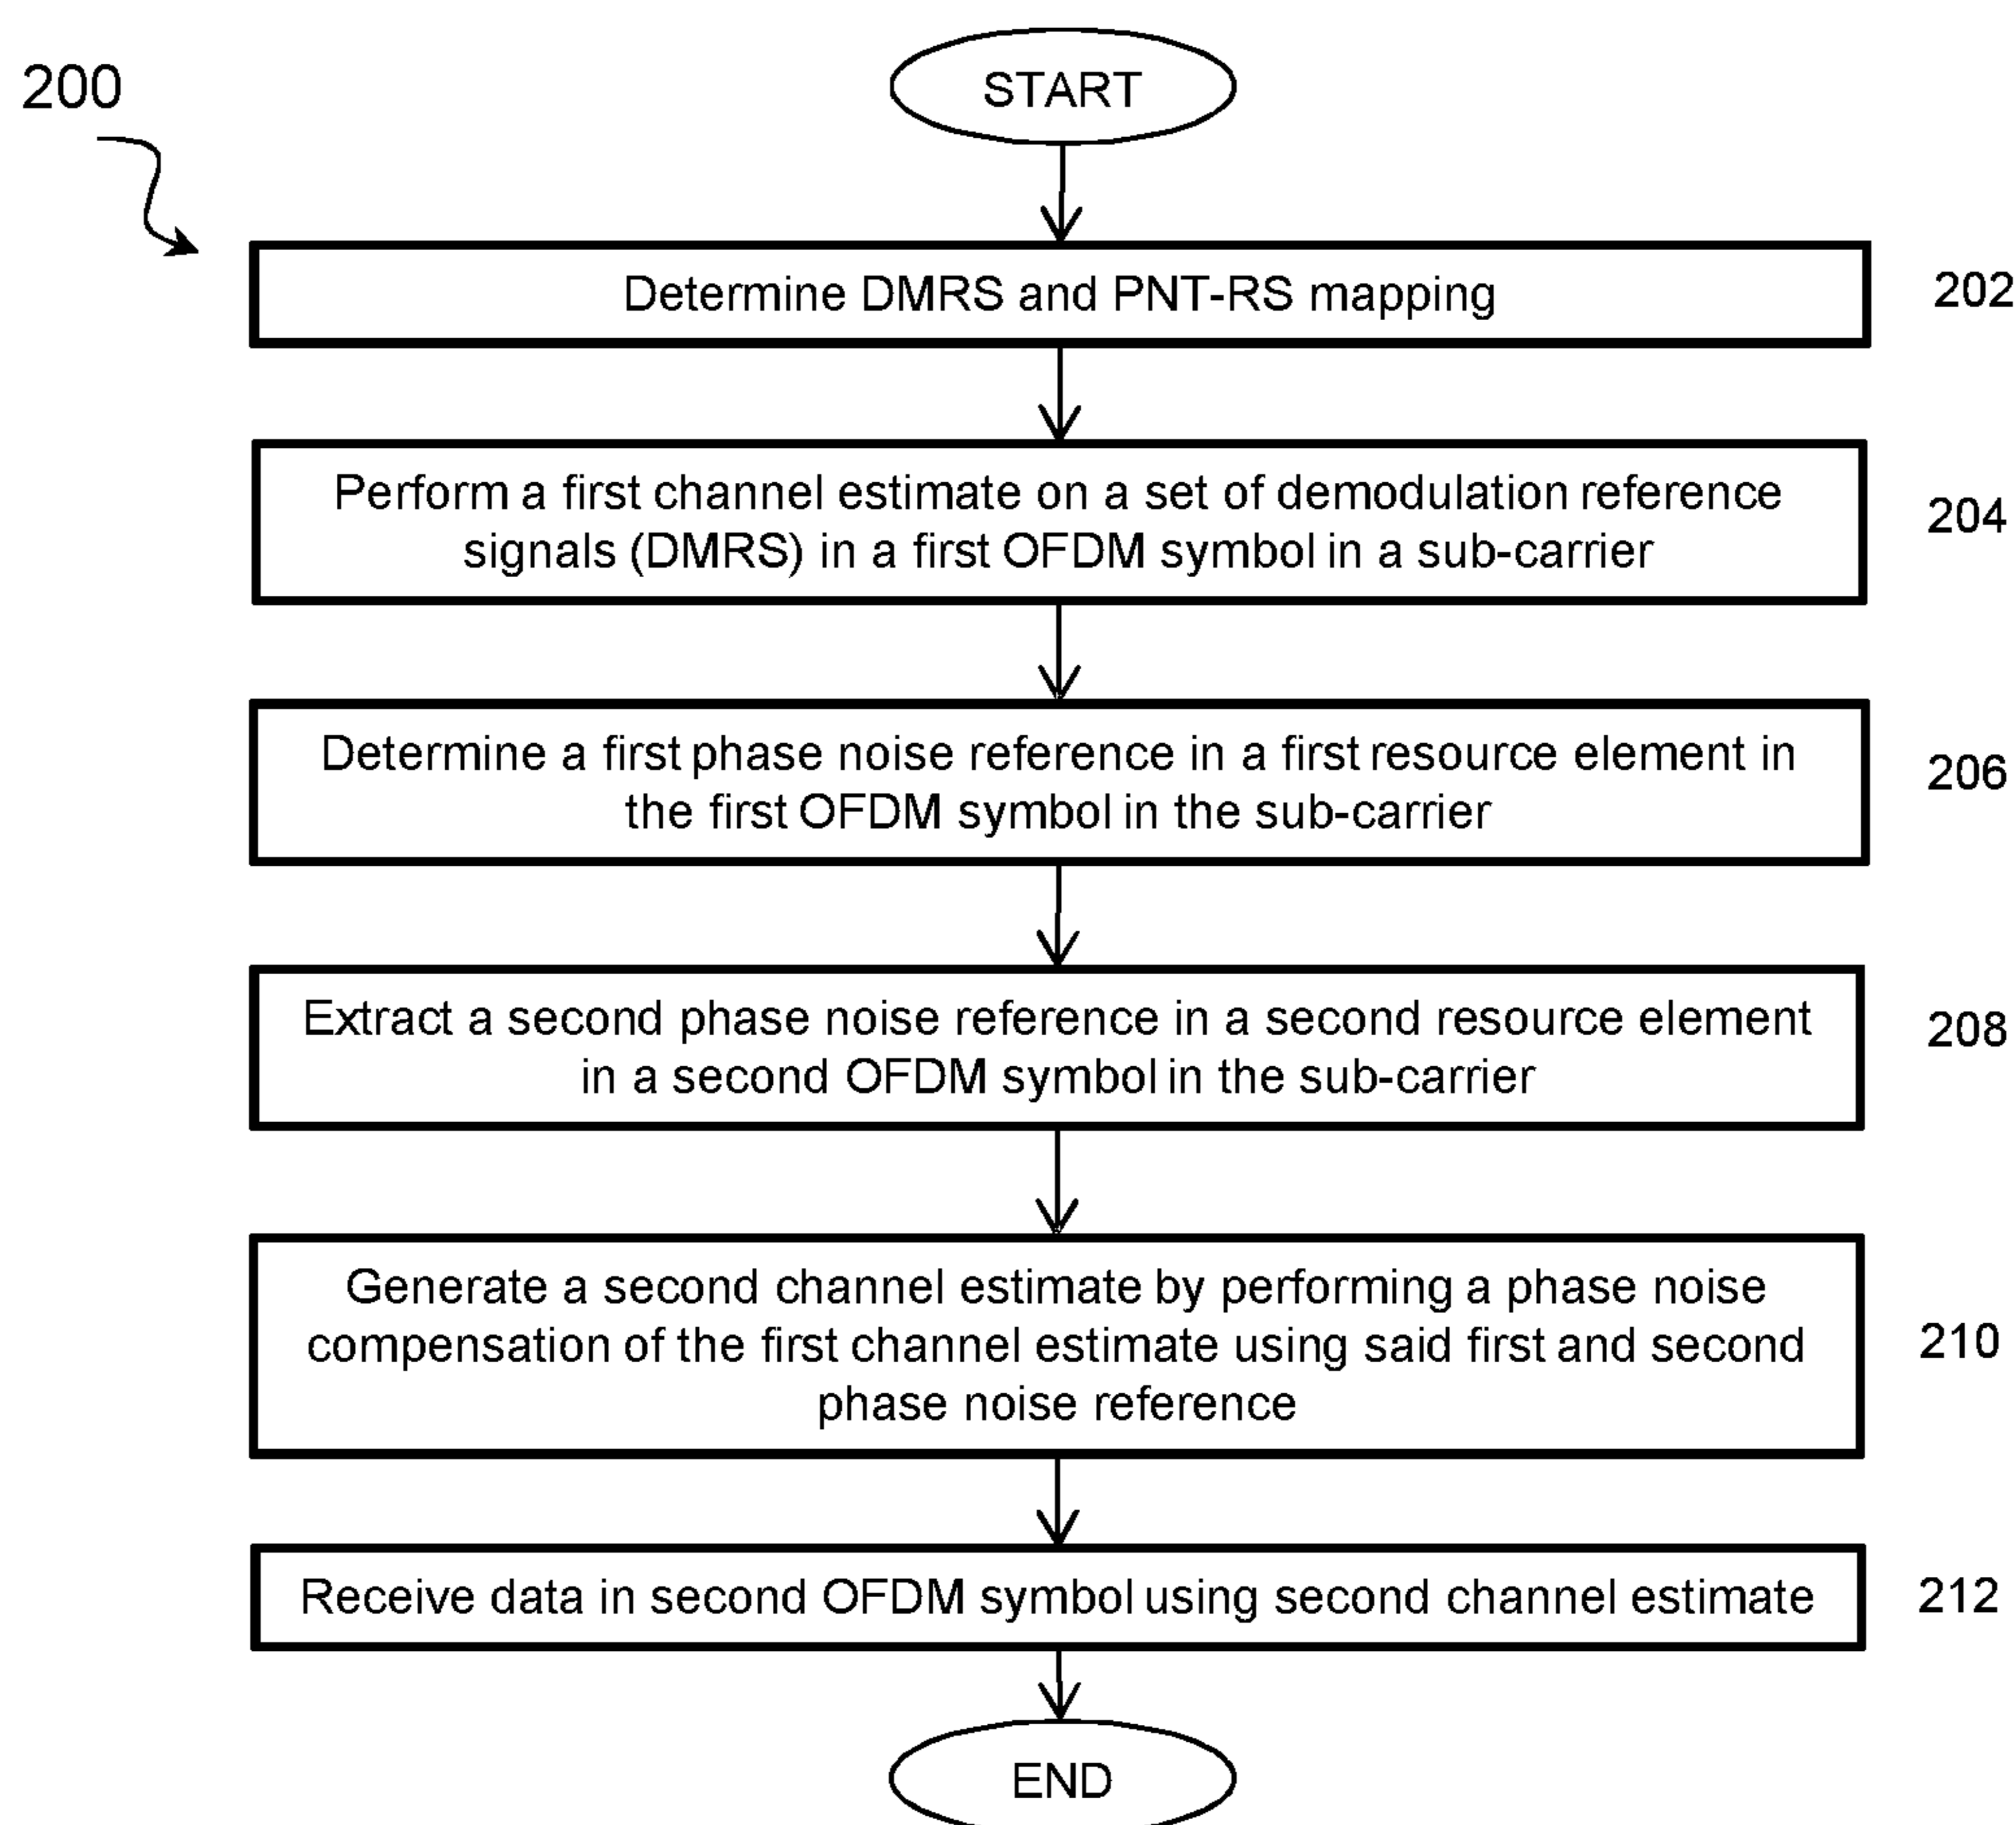 200
START
Determine DMRS and PNT-RS mapping
202
Perform a first channel estimate on a set of demodulation reference
signals (DMRS) in a first OFDM symbol in a sub-carrier
204
Determine a first phase noise reference in a first resource element in
the first OFDM symbol in the sub-carrier
206
Extract a second phase noise reference in a second resource element
in a second OFDM symbol in the sub-carrier
208
Generate a second channel estimate by performing a phase noise
compensation of the first channel estimate using said first and second
phase noise reference
210
Receive data in second OFDM symbol using second channel estimate
212
END